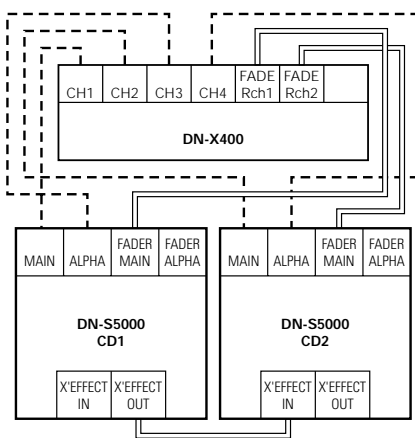 CH1 CH2 CH3 CH4 FADE FADE
Rch1 Rch2
DN-X400
MAIN ALPHA FADER MAIN FADER ALPHA
MAIN ALPHA FADER MAIN FADER ALPHA
DN-S5000
CD1
DN-S5000
CD2
X'EFFECT IN X'EFFECT OUT
X'EFFECT IN X'EFFECT OUT